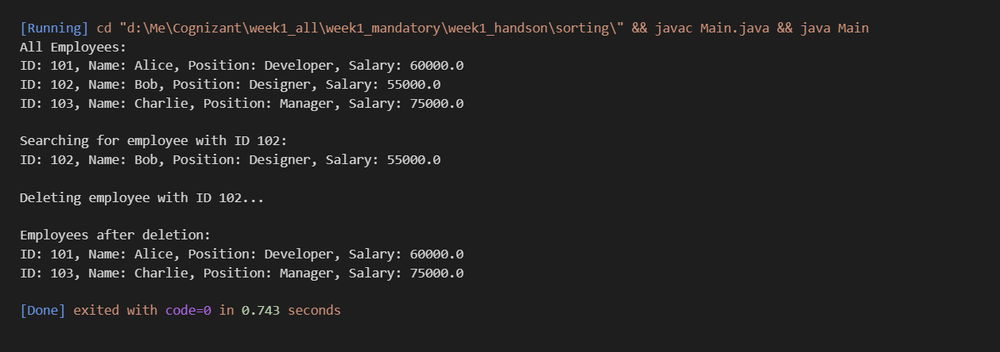 [Running] cd "d:\Me\Cognizant\week1_all\week1_mandatory\week1_handson\sorting\" && javac Main.java && java Main
All Employees:
ID: 101, Name: Alice, Position: Developer, Salary: 60000.0
ID: 102, Name: Bob, Position: Designer, Salary: 55000.0
ID: 103, Name: Charlie, Position: Manager, Salary: 75000.0
Searching for employee with ID 102:
ID: 102, Name: Bob, Position: Designer, Salary: 55000.0
Deleting employee with ID 102...
Employees after deletion:
ID: 101, Name: Alice, Position: Developer, Salary: 60000.0
ID: 103, Name: Charlie, Position: Manager, Salary: 75000.0
[Done] exited with code=0 in 0.743 seconds